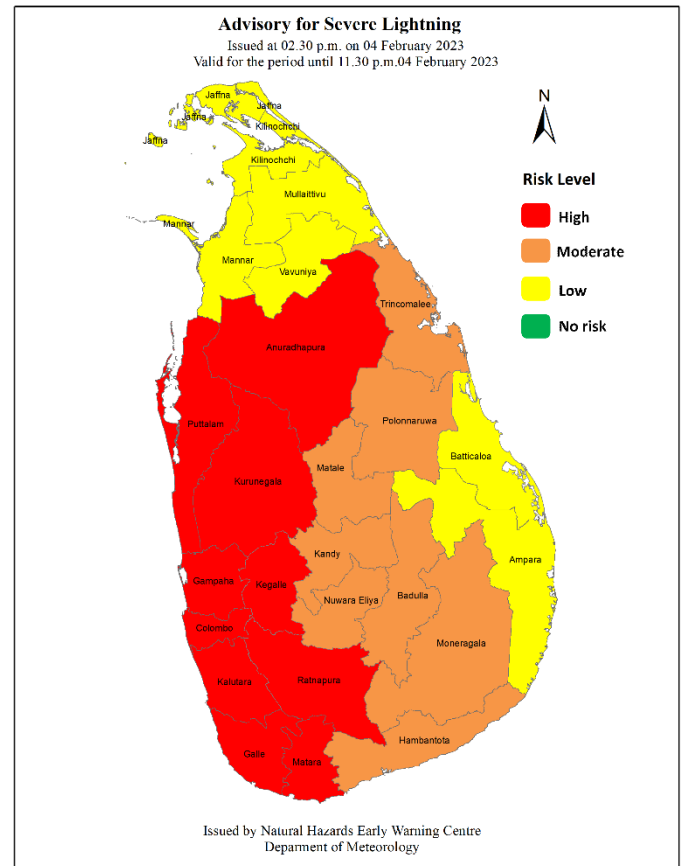 Advisory for Severe Lightning
Issued at 02.30 p.m. on 04 February 2023
Valid for the period until 11.30 p.m.04 February 2023
N
Risk Level
High
Moderate
Low
No risk
Jaffna
Jaffna
Jaffna
Kilinochchi
Jaffna
Kilinochchi
Mullaittivu
Mannar
Mannar
Vavuniya
Trincomalee
Anuradhapura
Puttalam
Polonnaruwa
Batticaloa
Matale
Kurunegala
Kandy
Ampara
Gampaha
Kegalle
Nuwara Eliya
Badulla
Colombo
Moneragala
Kalutara
Ratnapura
Hambantota
Galle
Matara
Issued by Natural Hazards Early Warning Centre
Deparment of Meteorology